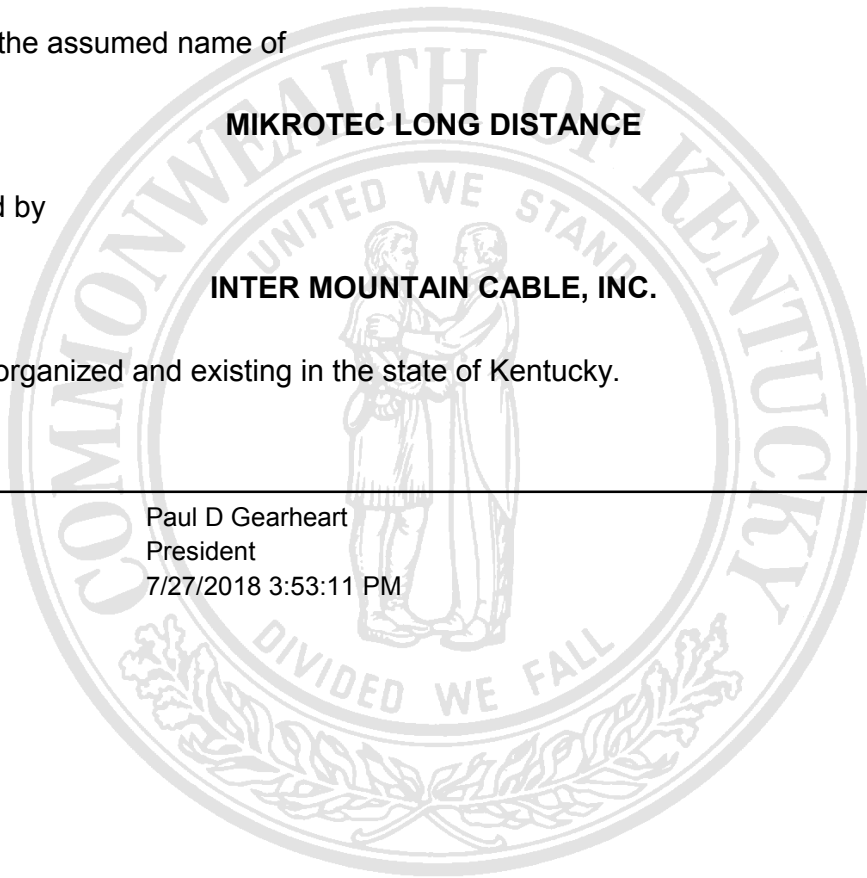 the assumed name of
MIKROTEC LONG DISTANCE
d by
INTER MOUNTAIN CABLE, INC.
organized and existing in the state of Kentucky.
Paul D Gearheart
President
7/27/2018 3:53:11 PM
COMMONWEALTH OF KENTUCKY
UNITED WE STAND
DIVIDED WE FALL